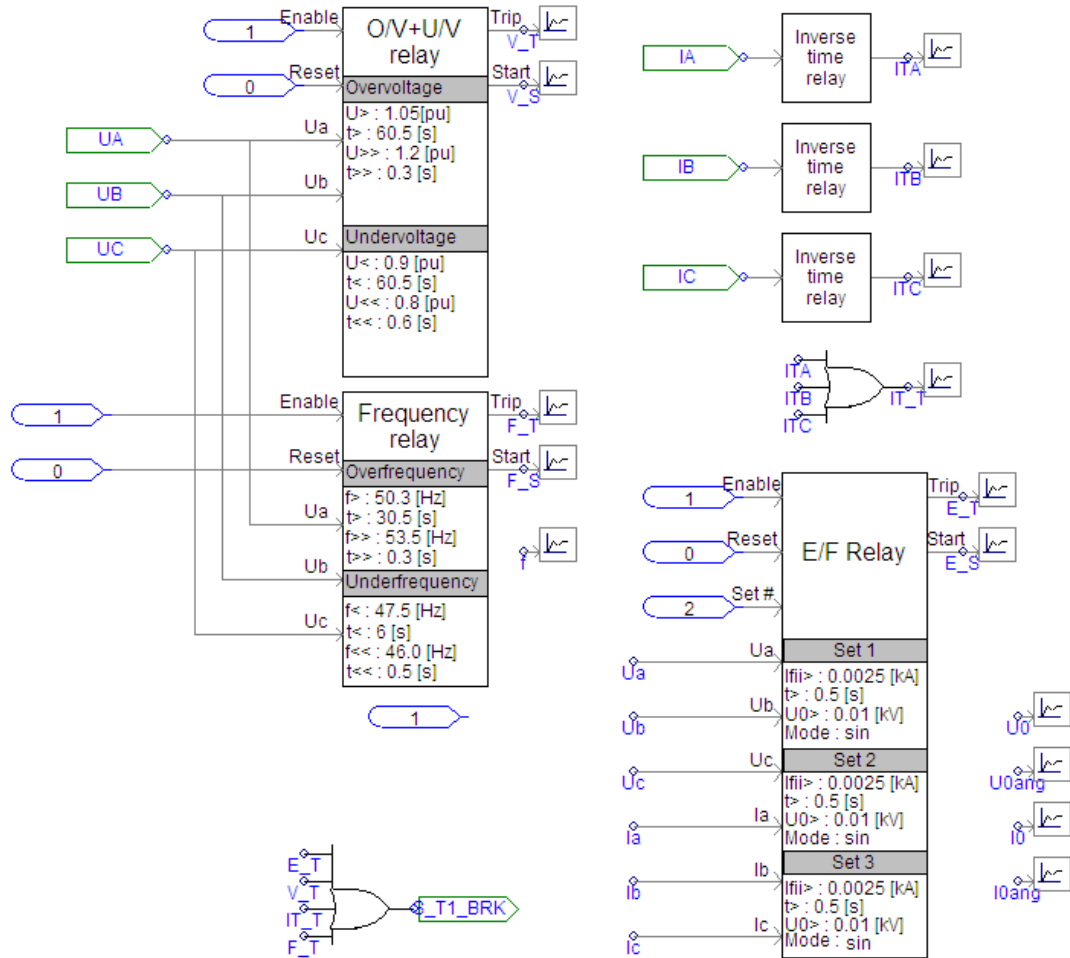 Enable
1
O/V+U/V
relay
Trip
V_T
Reset
0
Start
V_S
Overvoltage
U> : 1.05[pu]
t> : 60.5 [s]
U>> : 1.2 [pu]
t>> : 0.3 [s]
UA
Ua
UB
Ub
UC
Uc
Undervoltage
U< : 0.9 [pu]
t< : 60.5 [s]
U<< : 0.8 [pu]
t<< : 0.6 [s]
IA
Inverse
time
relay
ITA
IB
Inverse
time
relay
ITB
IC
Inverse
time
relay
ITC
ITA
ITB
ITC
IT_T
1
Enable
Frequency
relay
Trip
F_T
0
Reset
Start
F_S
Overfrequency
f> : 50.3 [Hz]
t> : 30.5 [s]
f>> : 53.5 [Hz]
t>> : 0.3 [s]
Ua
Ub
Uc
f
Underfrequency
f< : 47.5 [Hz]
t< : 6 [s]
f<< : 46.0 [Hz]
t<< : 0.5 [s]
1
Enable
1
Reset
0
Set #
2
E/F Relay
Trip
E_T
Start
E_S
Ua
Ua
Ub
Ub
Uc
Uc
Ia
Ia
Ib
Ib
Ic
Ic
Set 1
Ifii> : 0.0025 [kA]
t> : 0.5 [s]
U0> : 0.01 [kV]
Mode : sin
Set 2
Ifii> : 0.0025 [kA]
t> : 0.5 [s]
U0> : 0.01 [kV]
Mode : sin
Set 3
Ifii> : 0.0025 [kA]
t> : 0.5 [s]
U0> : 0.01 [kV]
Mode : sin
U0
U0ang
I0
I0ang
E_T
V_T
IT_T
F_T
S_T1_BRK